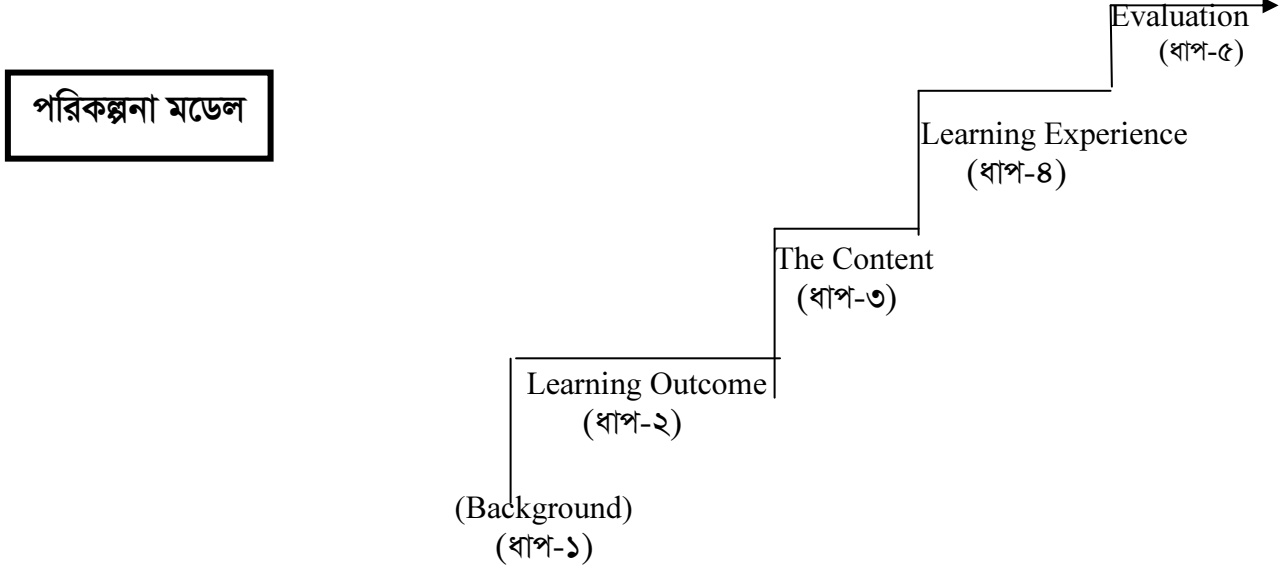 Evaluation
(ধাপ-৫)
পরিকল্পনা মডেল
Learning Experience
(ধাপ-৪)
The Content
(ধাপ-৩)
Learning Outcome
(ধাপ-২)
(Background)
(ধাপ-১)